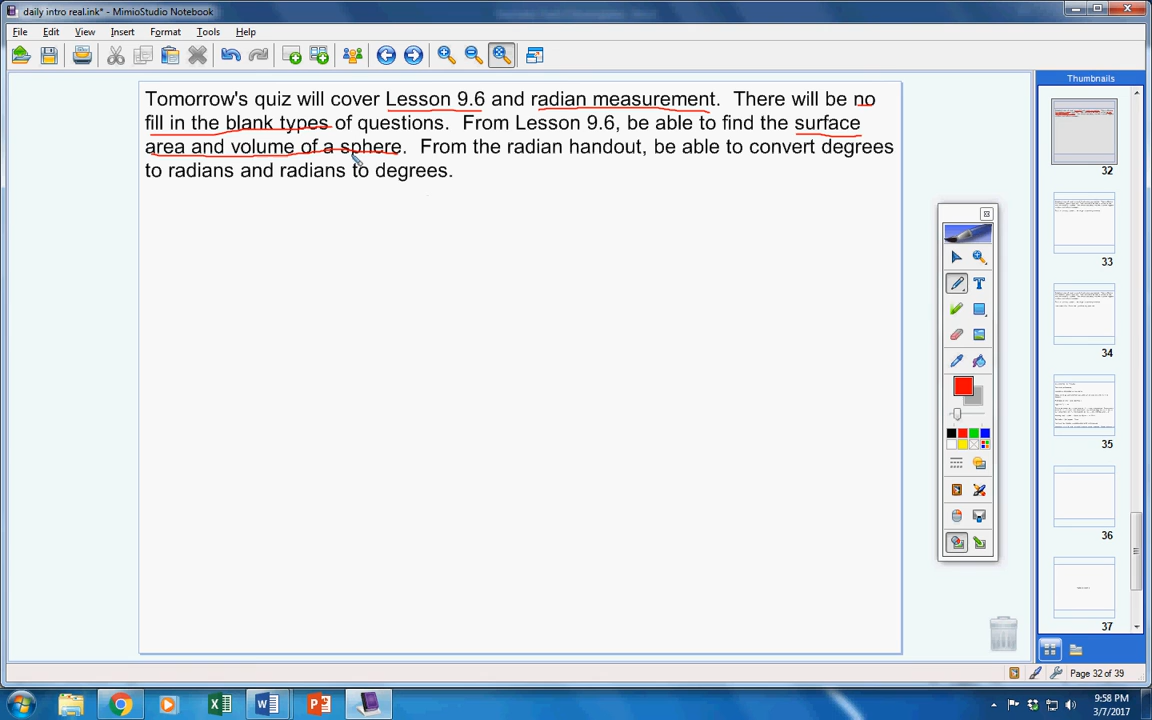 daily intro real.ink* - MimioStudio Notebook
File Edit View Insert Format Tools Help
Tomorrow's quiz will cover Lesson 9.6 and radian measurement. There will be no
fill in the blank types of questions. From Lesson 9.6, be able to find the surface
area and volume of a sphere. From the radian handout, be able to convert degrees
to radians and radians to degrees.
Thumbnails
32
33
34
35
36
37
Page 32 of 39
9:58 PM
3/7/2017